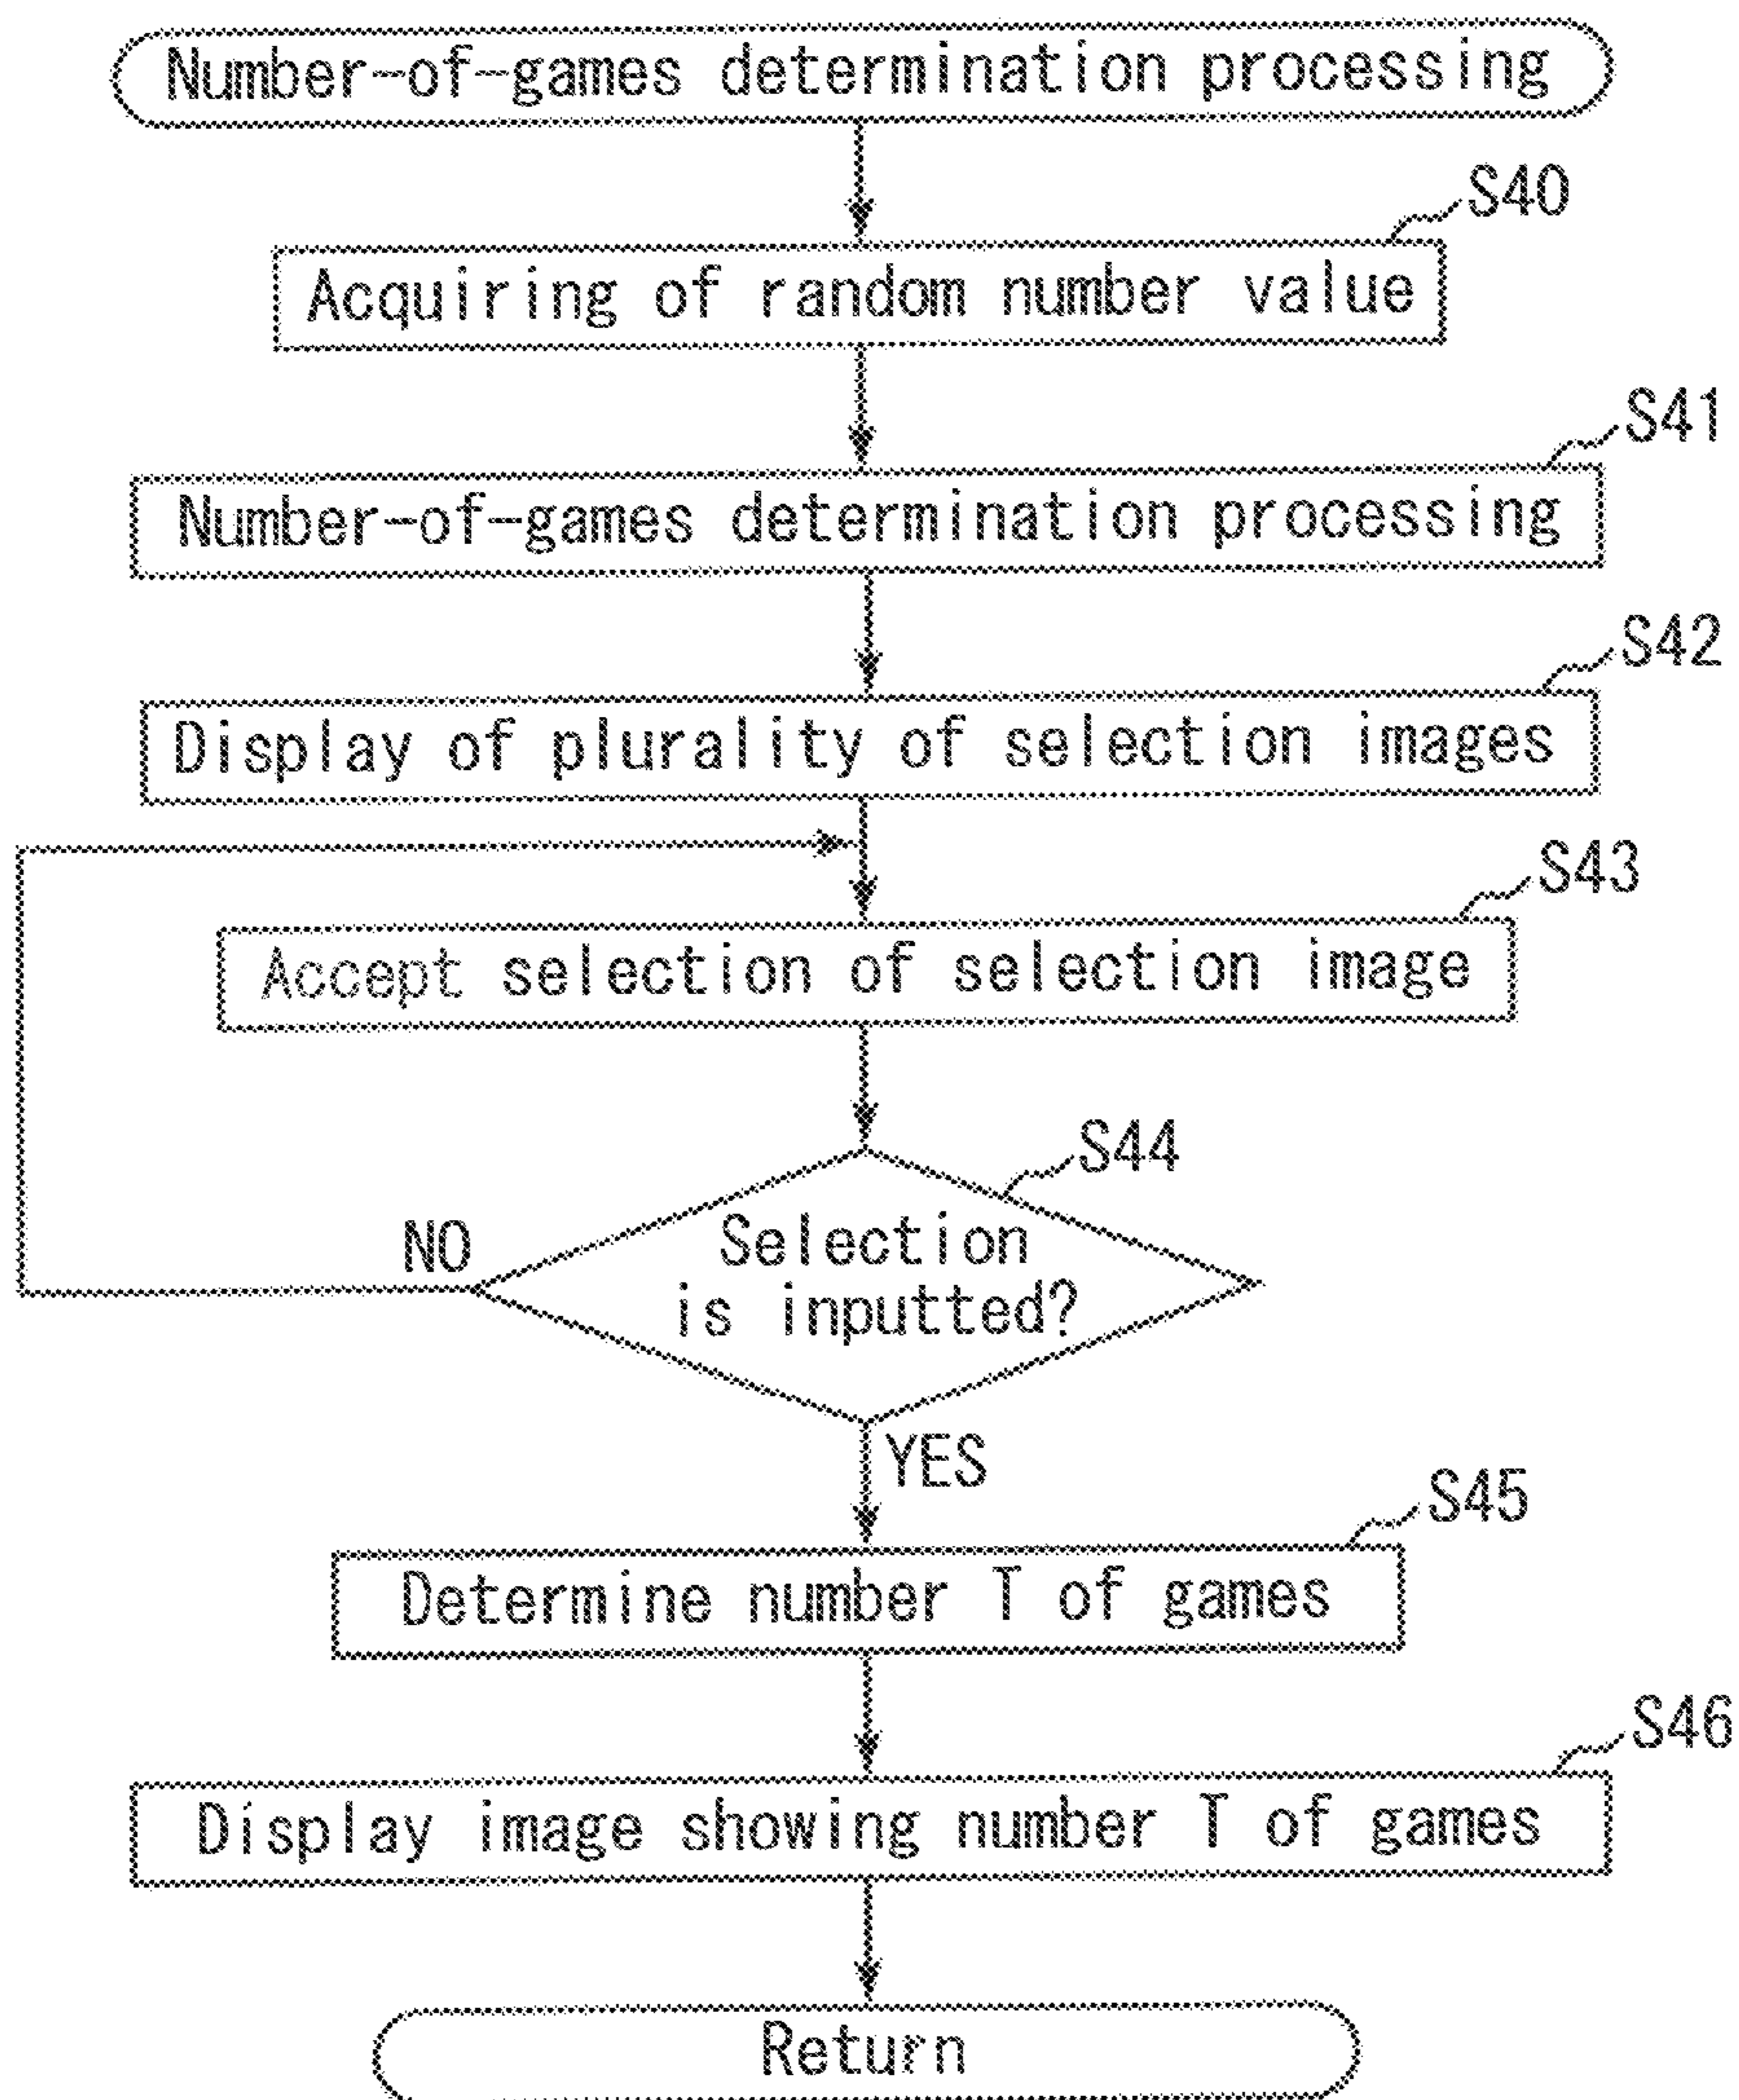 Number-of-games determination processing
S40
Acquiring of random number value
S41
Number-of-games determination processing
S42
Display of plurality of selection images
S43
Accept selection of selection image
S44
Selection
is inputted?
NO
YES
S45
Determine number T of games
S46
Display image showing number T of games
Return